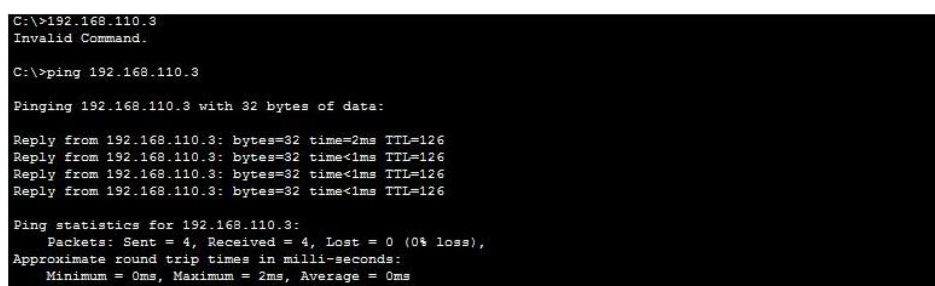 C:\>192.168.110.3
Invalid Command.
C:\>ping 192.168.110.3
Pinging 192.168.110.3 with 32 bytes of data:
Reply from 192.168.110.3: bytes=32 time=2ms TTL=126
Reply from 192.168.110.3: bytes=32 time<1ms TTL=126
Reply from 192.168.110.3: bytes=32 time<1ms TTL=126
Reply from 192.168.110.3: bytes=32 time<1ms TTL=126
Ping statistics for 192.168.110.3:
    Packets: Sent = 4, Received = 4, Lost = 0 (0% loss),
Approximate round trip times in milli-seconds:
    Minimum = 0ms, Maximum = 2ms, Average = 0ms